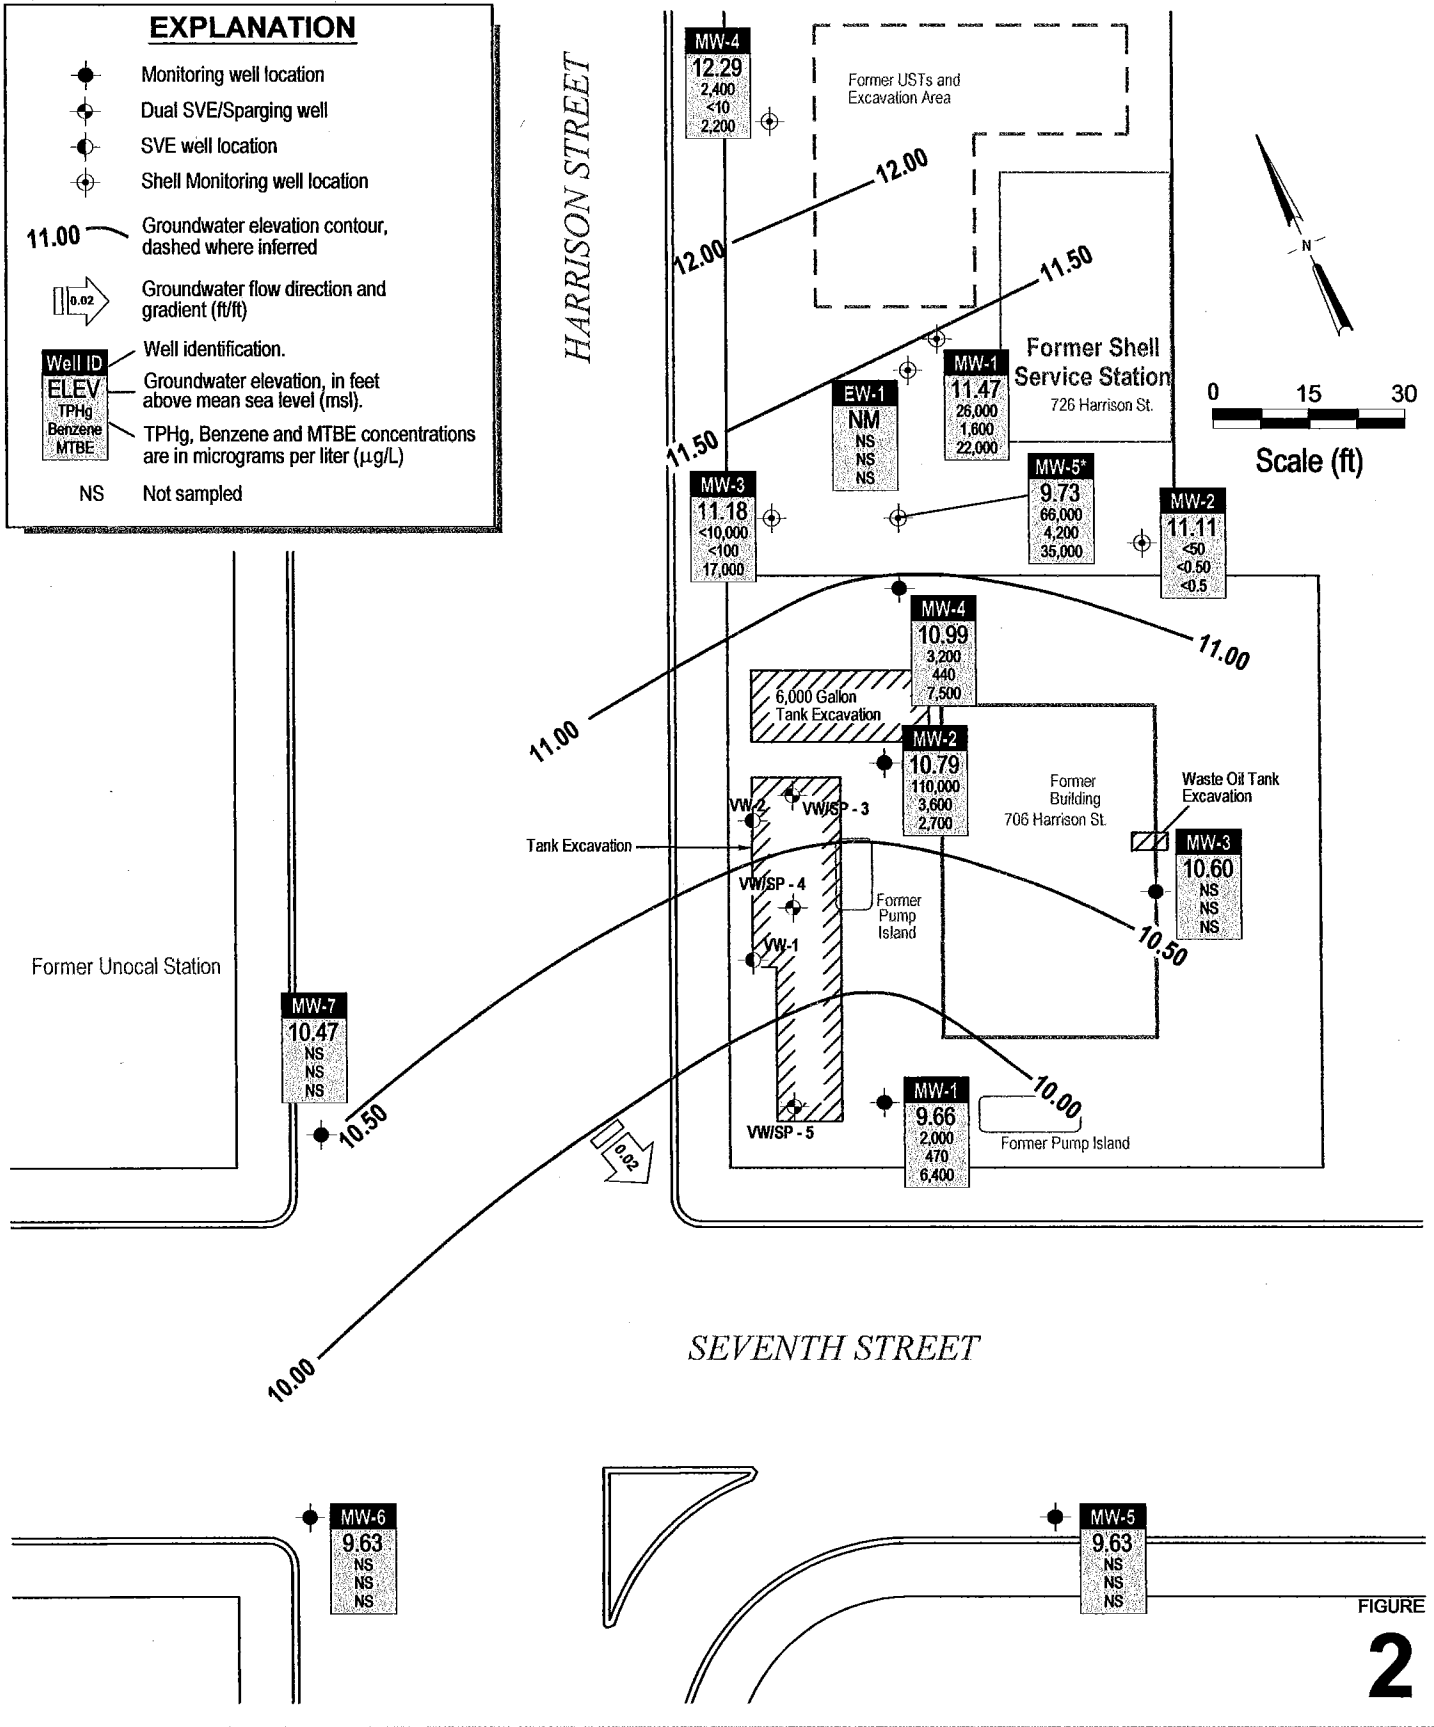 EXPLANATION
Monitoring well location
Dual SVE/Sparging well
SVE well location
Shell Monitoring well location
11.00
Groundwater elevation contour,
dashed where inferred
0.02
Groundwater flow direction and
gradient (ft/ft)
Well ID
ELEV
TPHg
Benzene
MTBE
Well identification.
Groundwater elevation, in feet
above mean sea level (msl).
TPHg, Benzene and MTBE concentrations
are in micrograms per liter (µg/L)
NS Not sampled
HARRISON STREET
MW-4
12.29
2,400
<10
2,200
Former USTs and
Excavation Area
12.00
12.00
11.50
11.50
N
0 15 30
Scale (ft)
Former Shell
Service Station
726 Harrison St.
MW-1
11.47
26,000
1,600
22,000
EW-1
NM
NS
NS
NS
MW-5*
9.73
66,000
4,200
35,000
MW-3
11.18
<10,000
<100
17,000
MW-2
11.11
<50
<0.50
<0.5
MW-4
10.99
3,200
440
7,500
11.00
11.00
6,000 Gallon
Tank Excavation
MW-2
10.79
110,000
3,600
2,700
Former
Building
706 Harrison St.
Waste Oil Tank
Excavation
MW-3
10.60
NS
NS
NS
VW-2
VW/SP - 3
Tank Excavation
VW/SP - 4
Former
Pump
Island
VW-1
10.50
Former Unocal Station
MW-7
10.47
NS
NS
NS
10.50
10.00
MW-1
9.66
2,000
470
6,400
Former Pump Island
VW/SP - 5
0.02
10.00
SEVENTH STREET
MW-6
9.63
NS
NS
NS
MW-5
9.63
NS
NS
NS
FIGURE
2